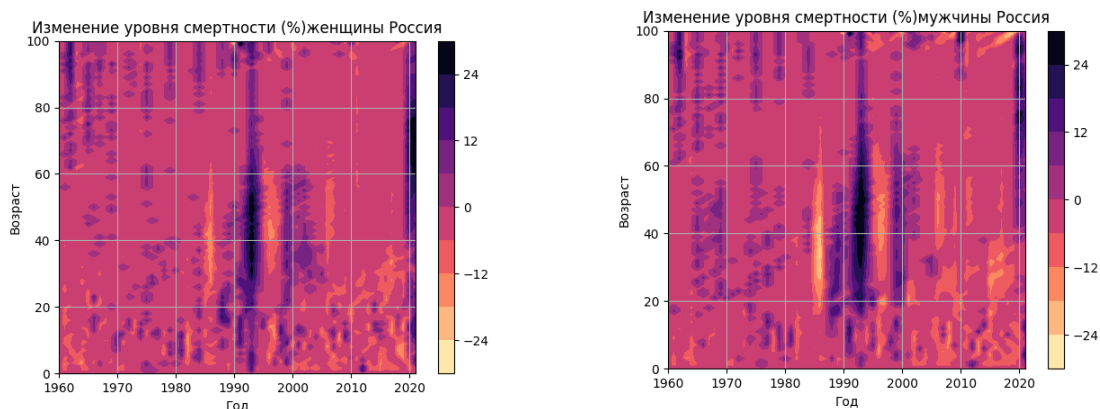 Изменение уровня смертности (%)женщины Россия
100
80
60
40
20
0
Возраст
1960 1970 1980 1990 2000 2010 2020
Год
24
12
0
−12
−24
Изменение уровня смертности (%)мужчины Россия
100
80
60
40
20
0
Возраст
1960 1970 1980 1990 2000 2010 2020
Год
24
12
0
−12
−24